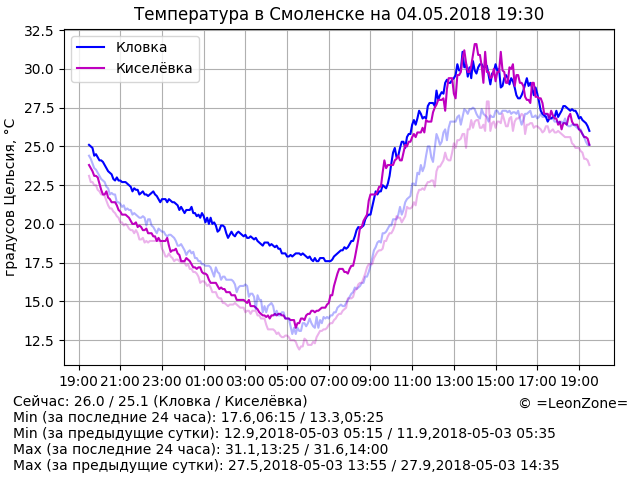 Температура в Смоленске на 04.05.2018 19:30
градусов Цельсия, °C
32.5
30.0
27.5
25.0
22.5
20.0
17.5
15.0
12.5
Кловка
Киселёвка
19:00 21:00 23:00 01:00 03:00 05:00 07:00 09:00 11:00 13:00 15:00 17:00 19:00
Сейчас: 26.0 / 25.1 (Кловка / Киселёвка)
© =LeonZone=
Min (за последние 24 часа): 17.6,06:15 / 13.3,05:25
Min (за предыдущие сутки): 12.9,2018-05-03 05:15 / 11.9,2018-05-03 05:35
Max (за последние 24 часа): 31.1,13:25 / 31.6,14:00
Max (за предыдущие сутки): 27.5,2018-05-03 13:55 / 27.9,2018-05-03 14:35